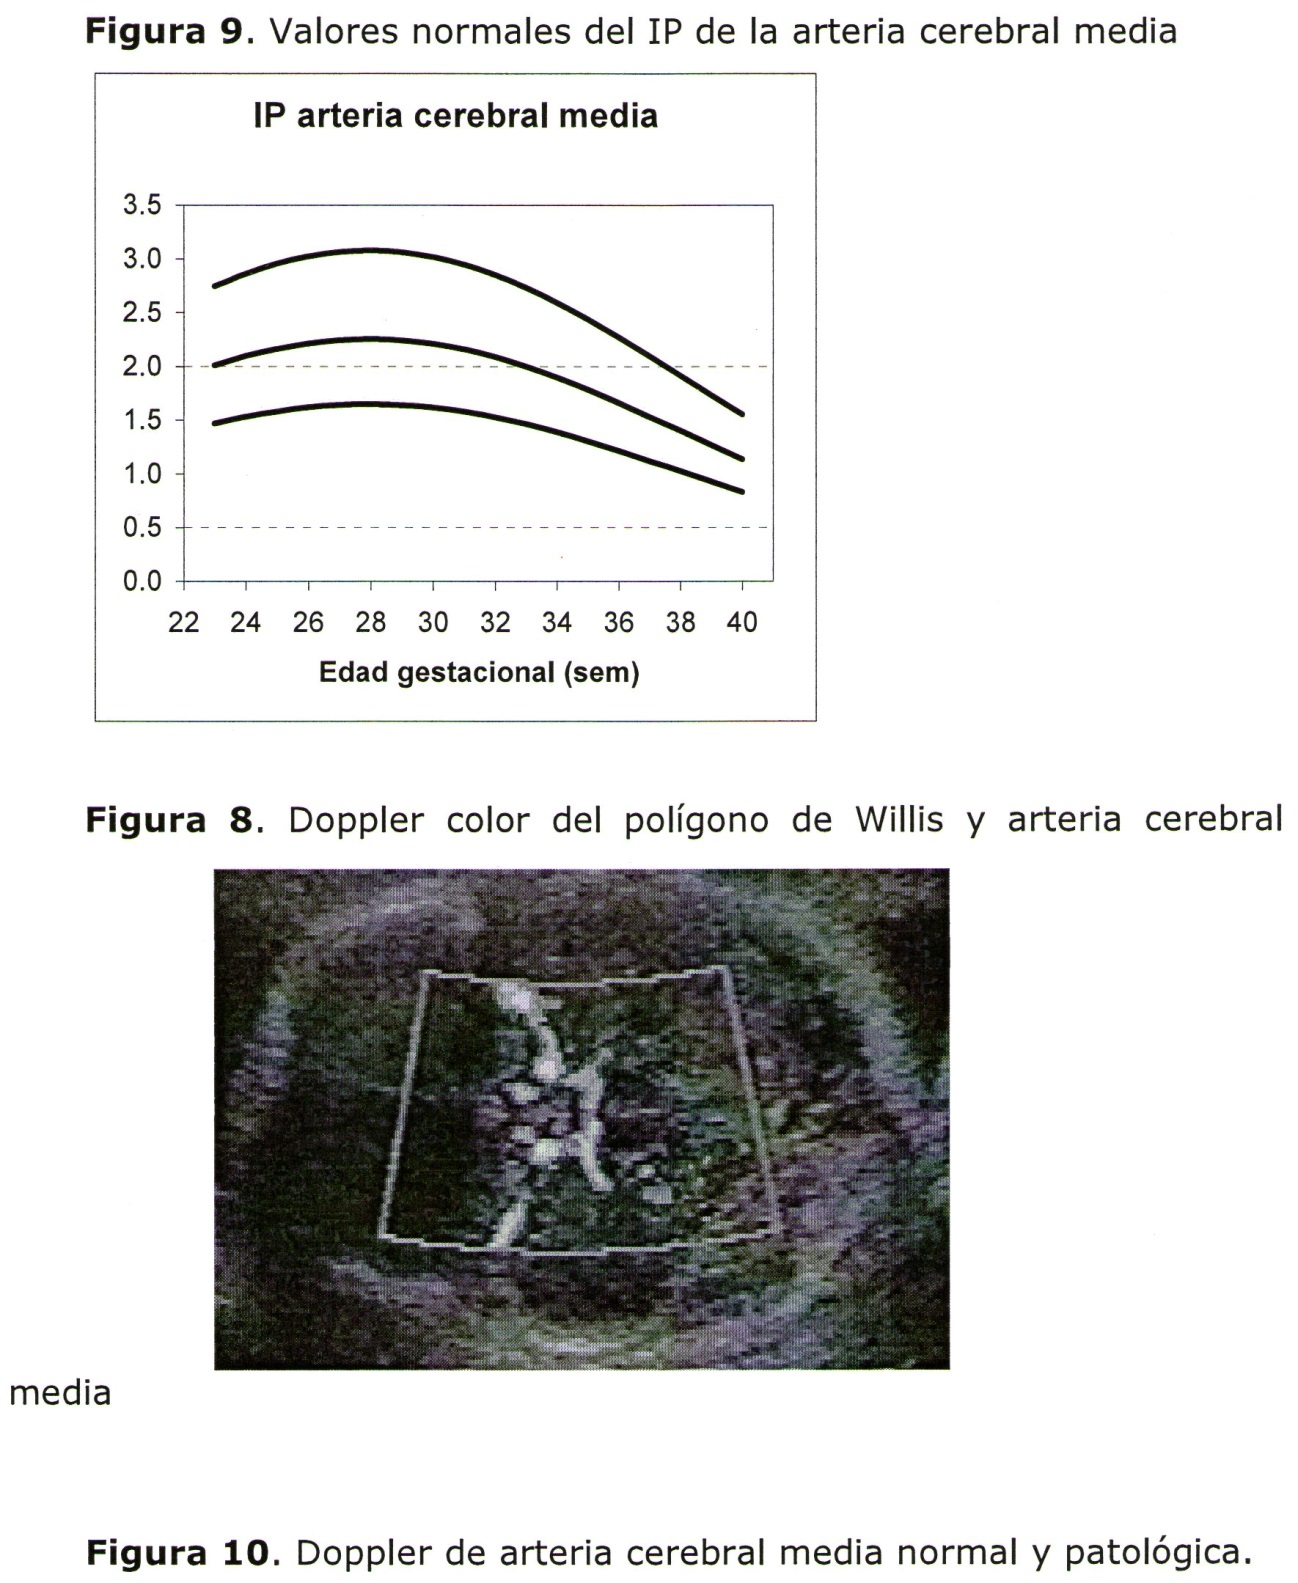 Figura 9. Valores normales del IP de la arteria cerebral media
IP arteria cerebral media
3.5
3.0
2.5
2.0
1.5
1.0
0.5
0.0
22 24 26 28 30 32 34 36 38 40
Edad gestacional (sem)
Figura 8. Doppler color del polígono de Willis y arteria cerebral
media
Figura 10. Doppler de arteria cerebral media normal y patológica.